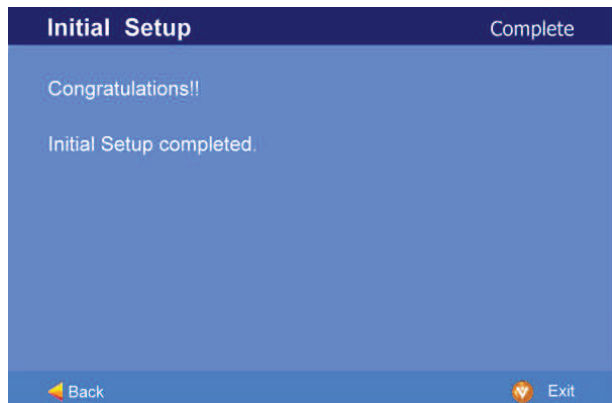 Initial Setup Complete
Congratulations!!
Initial Setup completed.
Back Exit